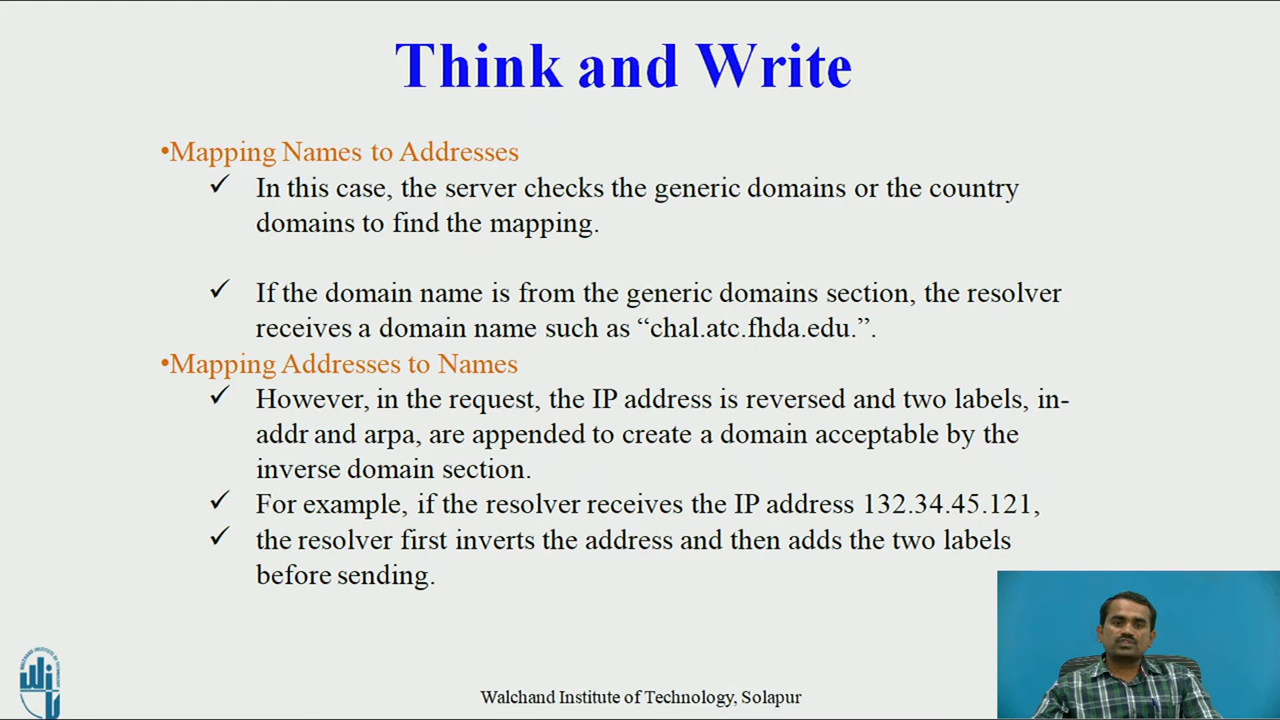 Think and Write
•Mapping Names to Addresses
✓ In this case, the server checks the generic domains or the country
domains to find the mapping.
✓ If the domain name is from the generic domains section, the resolver
receives a domain name such as “chal.atc.fhda.edu.”.
•Mapping Addresses to Names
✓ However, in the request, the IP address is reversed and two labels, in-
addr and arpa, are appended to create a domain acceptable by the
inverse domain section.
✓ For example, if the resolver receives the IP address 132.34.45.121,
✓ the resolver first inverts the address and then adds the two labels
before sending.
WALCHAND INSTITUTE OF TECHNOLOGY
Walchand Institute of Technology, Solapur